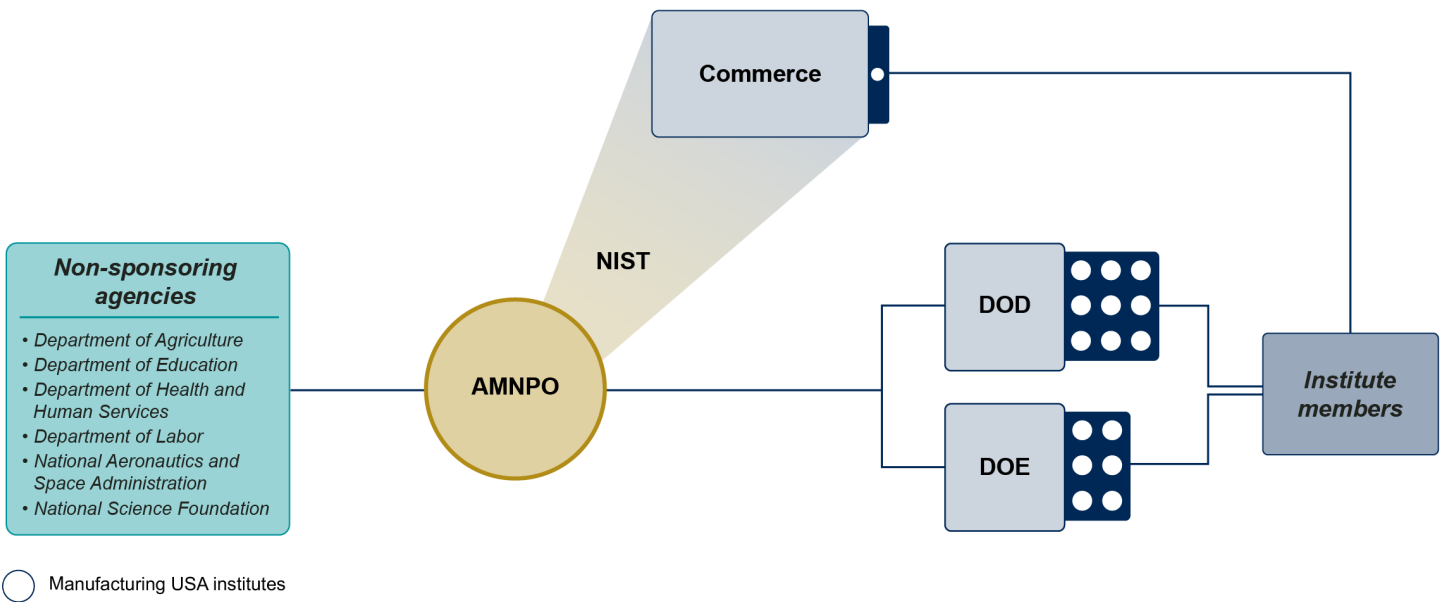 Commerce
NIST
Non-sponsoring
agencies
• Department of Agriculture
• Department of Education
• Department of Health and
Human Services
• Department of Labor
• National Aeronautics and
Space Administration
• National Science Foundation
AMNPO
DOD
DOE
Institute
members
Manufacturing USA institutes